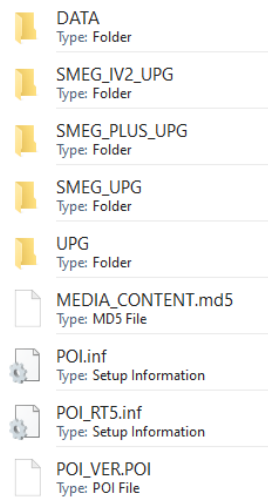 DATA
Type: Folder
SMEG_IV2_UPG
Type: Folder
SMEG_PLUS_UPG
Type: Folder
SMEG_UPG
Type: Folder
UPG
Type: Folder
MEDIA_CONTENT.md5
Type: MD5 File
POI.inf
Type: Setup Information
POI_RT5.inf
Type: Setup Information
POI_VER.POI
Type: POI File